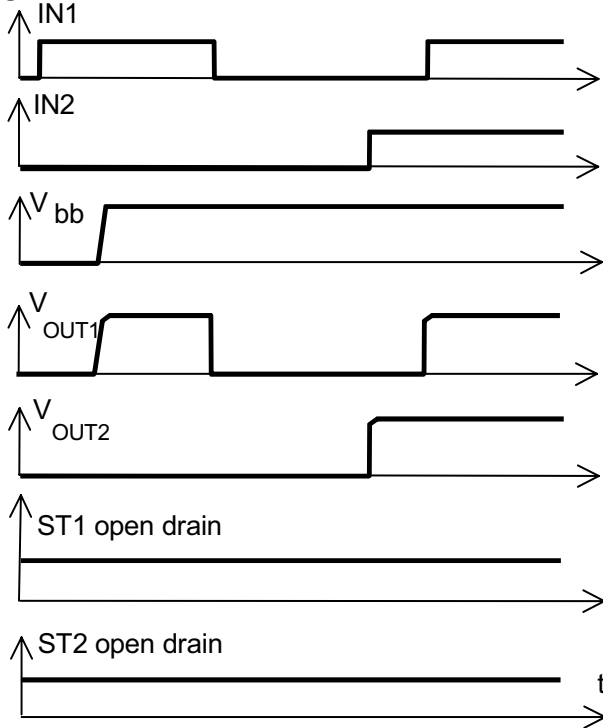 IN1
IN2
V bb
V OUT1
V OUT2
ST1 open drain
ST2 open drain
t